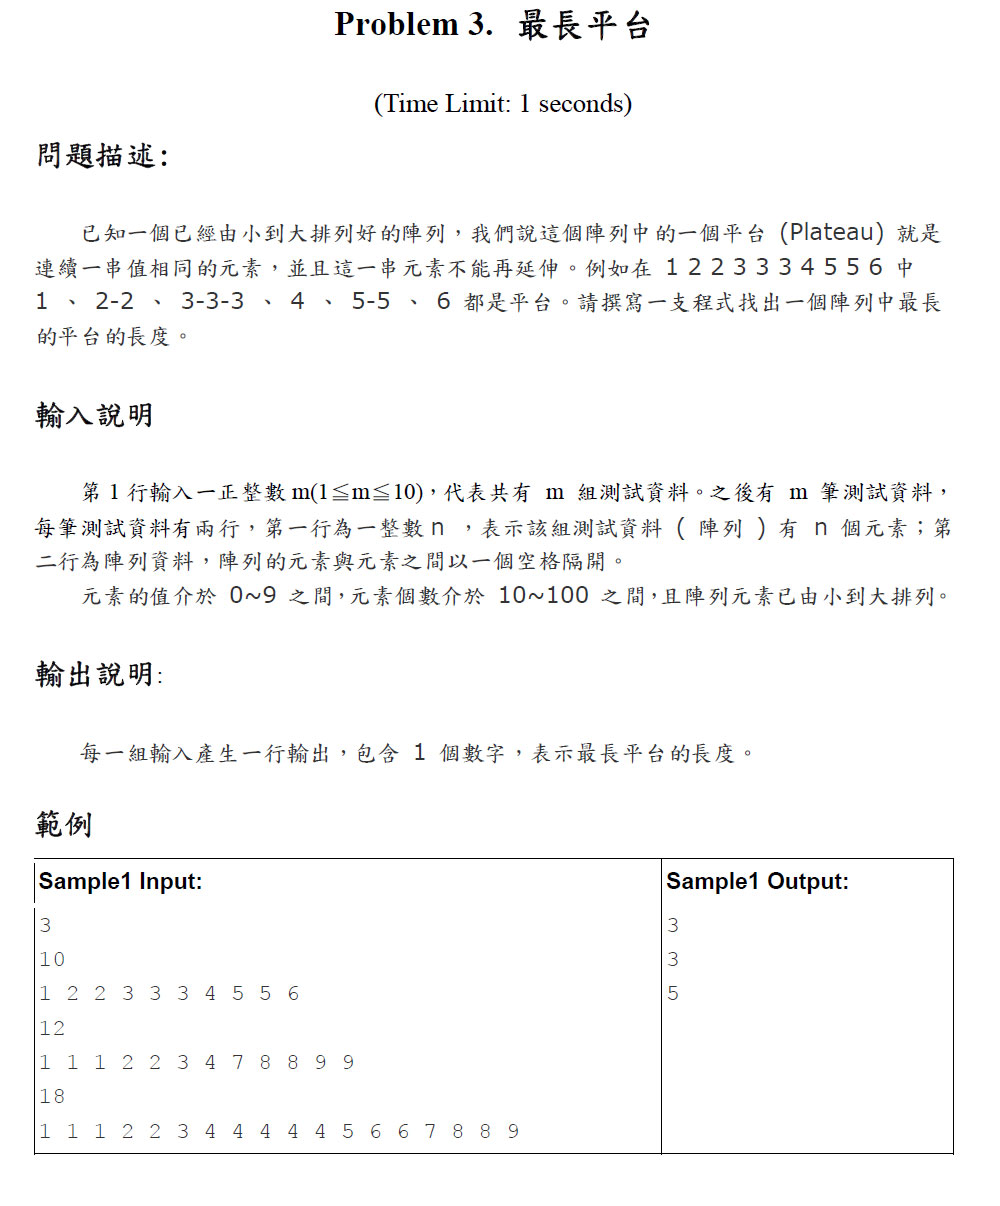 Problem 3. 最長平台
(Time Limit: 1 seconds)
問題描述:
已知一個已經由小到大排列好的陣列，我們說這個陣列中的一個平台 (Plateau) 就是
連續一串值相同的元素，並且這一串元素不能再延伸。例如在 1 2 2 3 3 3 4 5 5 6 中
1 、 2-2 、 3-3-3 、 4 、 5-5 、 6 都是平台。請撰寫一支程式找出一個陣列中最長
的平台的長度。
輸入說明
第 1 行輸入一正整數 m(1≦m≦10)，代表共有 m 組測試資料。之後有 m 筆測試資料，
每筆測試資料有兩行，第一行為一整數 n ，表示該組測試資料 ( 陣列 ) 有 n 個元素；第
二行為陣列資料，陣列的元素與元素之間以一個空格隔開。
元素的值介於 0~9 之間，元素個數介於 10~100 之間，且陣列元素已由小到大排列。
輸出說明:
每一組輸入產生一行輸出，包含 1 個數字，表示最長平台的長度。
範例
Sample1 Input:
3
10
1 2 2 3 3 3 4 5 5 6
12
1 1 1 2 2 3 4 7 8 8 9 9
18
1 1 1 2 2 3 4 4 4 4 4 5 6 6 7 8 8 9
Sample1 Output:
3
3
5